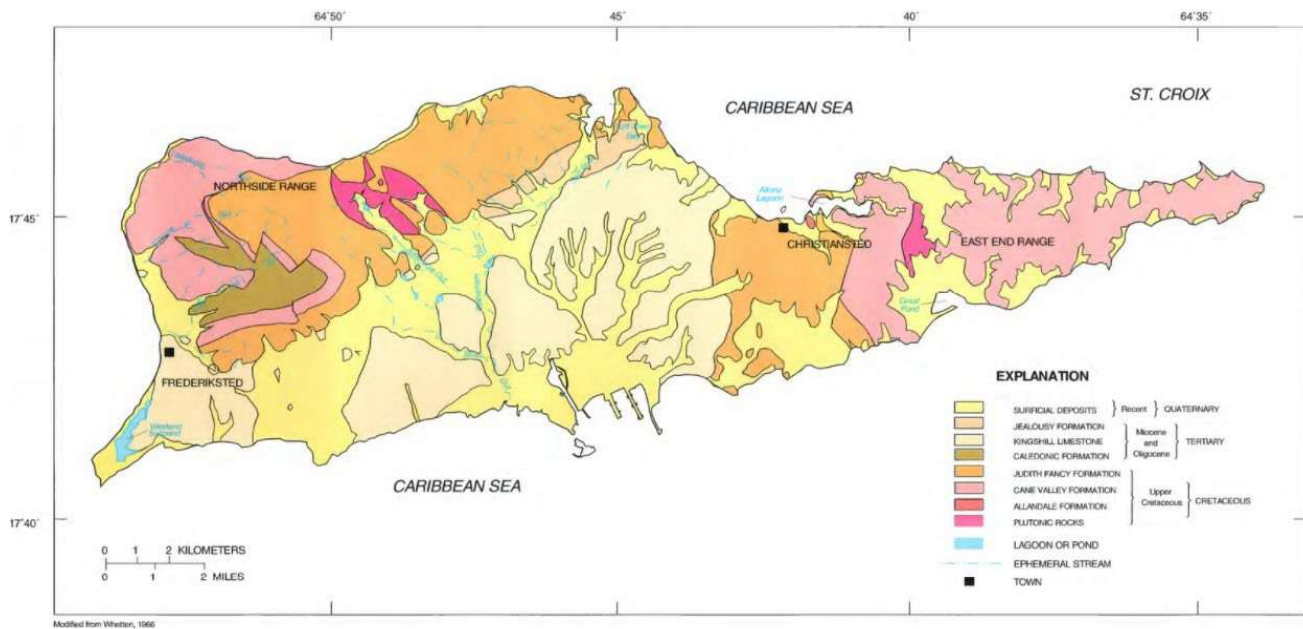 64°50' 45' 40' 64°35'
CARIBBEAN SEA
ST. CROIX
NORTHSIDE RANGE
Altona
Lagoon
17°45'
CHRISTIANSTED
EAST END RANGE
Great
Pond
FREDERIKSTED
EXPLANATION
SURFICIAL DEPOSITS } Recent } QUATERNARY
JEALOUSY FORMATION
KINGSHILL LIMESTONE
CALEDONIC FORMATION
Miocene
and
Oligocene
TERTIARY
JUDITH FANCY FORMATION
CANE VALLEY FORMATION
ALLANDALE FORMATION
PLUTONIC ROCKS
Upper
Cretaceous
CRETACEOUS
LAGOON OR POND
EPHEMERAL STREAM
TOWN
CARIBBEAN SEA
17°40'
0 1 2 KILOMETERS
0 1 2 MILES
Modified from Whetten, 1966